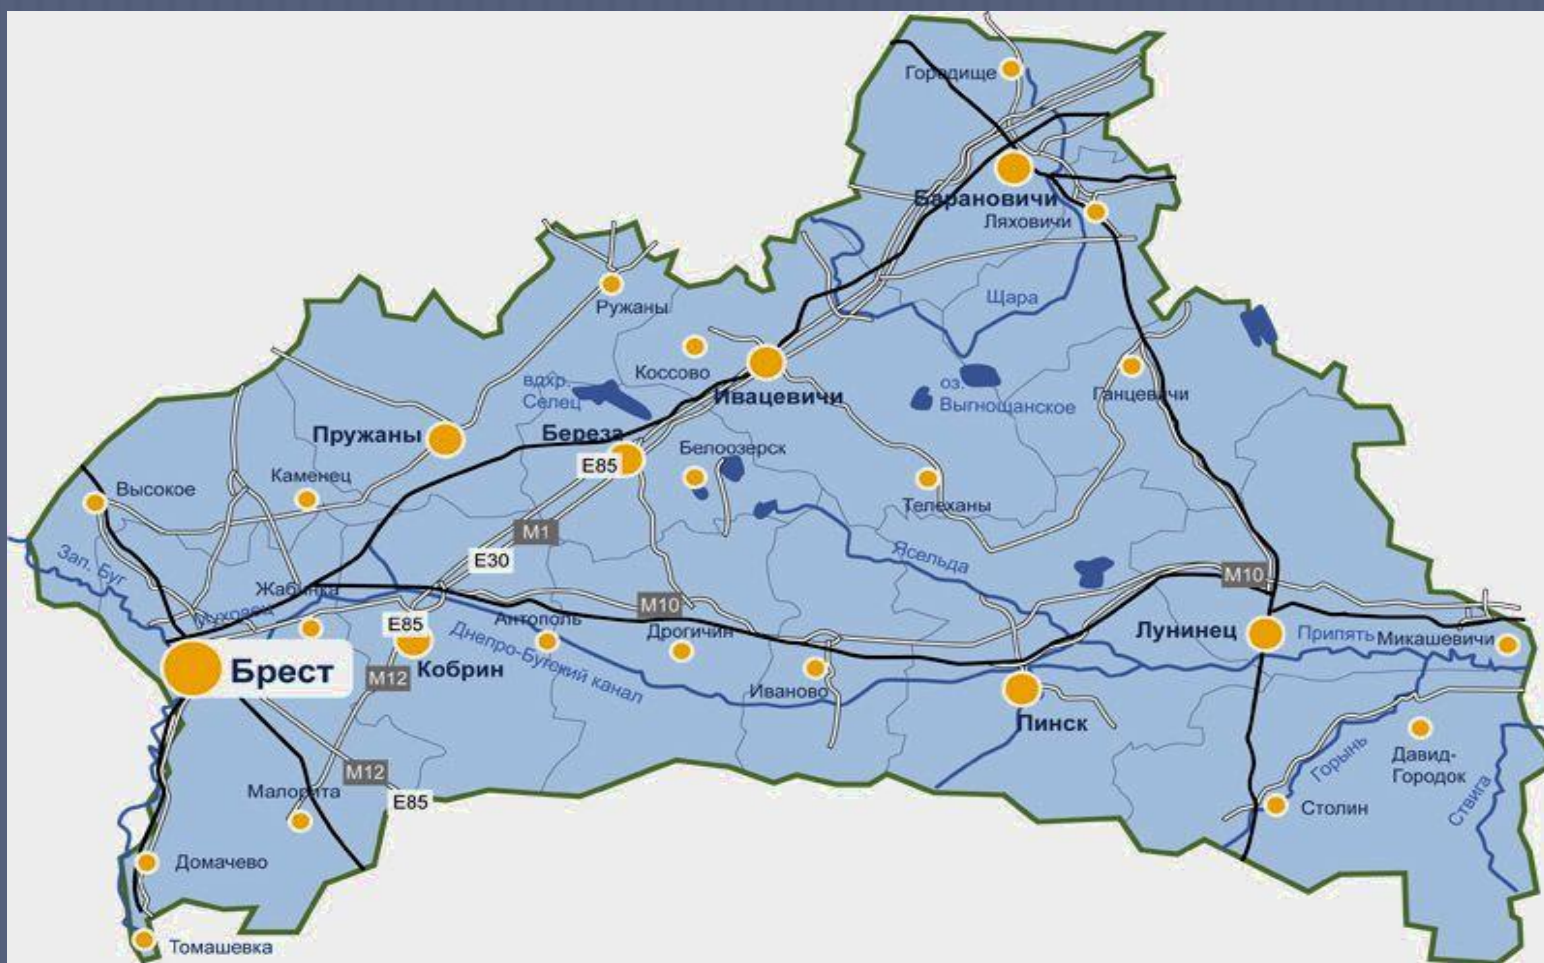 Городище
Барановичи
Ляховичи
Ружаны
Щара
Коссово
вдхр.
Селец
Ивацевичи
оз.
Выгнощанское
Ганцевичи
Пружаны
Береза
E85
Белоозерск
Каменец
Высокое
Телеханы
M1
E30
Ясельда
Зап. Буг
Жабинка
M10
M10
Мухавец
E85
Антополь
Дрогичин
Лунинец
Припять
Микашевичи
Брест
M12
Кобрин
Днепро-Бугский канал
Иваново
Пинск
Горынь
Давид-
Городок
M12
Малорита
E85
Столин
Ствига
Домачево
Томашевка